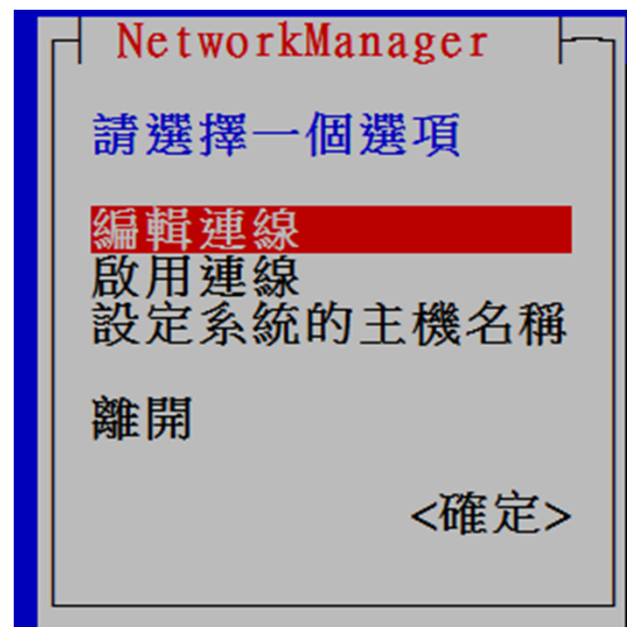 NetworkManager
請選擇一個選項
編輯連線
啟用連線
設定系統的主機名稱
離開
<確定>